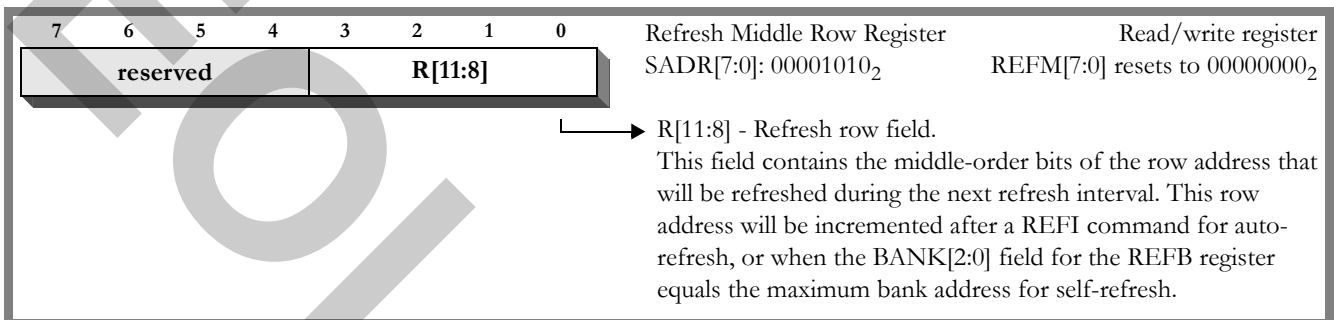 7 6 5 4 3 2 1 0
reserved R[11:8]
Refresh Middle Row Register Read/write register
SADR[7:0]: 00001010₂ REFM[7:0] resets to 00000000₂
R[11:8] - Refresh row field.
This field contains the middle-order bits of the row address that
will be refreshed during the next refresh interval. This row
address will be incremented after a REFI command for auto-
refresh, or when the BANK[2:0] field for the REFB register
equals the maximum bank address for self-refresh.